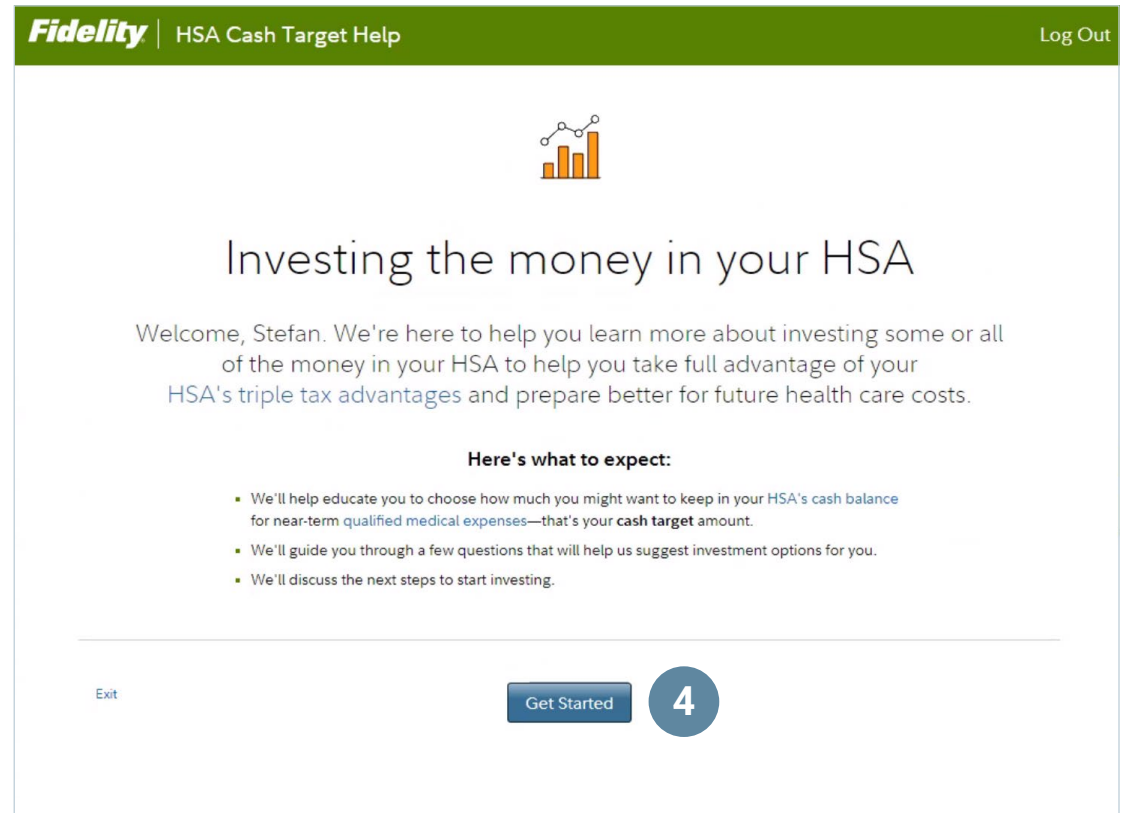 Fidelity | HSA Cash Target Help
Log Out
Investing the money in your HSA
Welcome, Stefan. We're here to help you learn more about investing some or all
of the money in your HSA to help you take full advantage of your
HSA's triple tax advantages and prepare better for future health care costs.
Here's what to expect:
▪ We'll help educate you to choose how much you might want to keep in your HSA's cash balance
for near-term qualified medical expenses—that's your cash target amount.
▪ We'll guide you through a few questions that will help us suggest investment options for you.
▪ We'll discuss the next steps to start investing.
Exit
Get Started
4